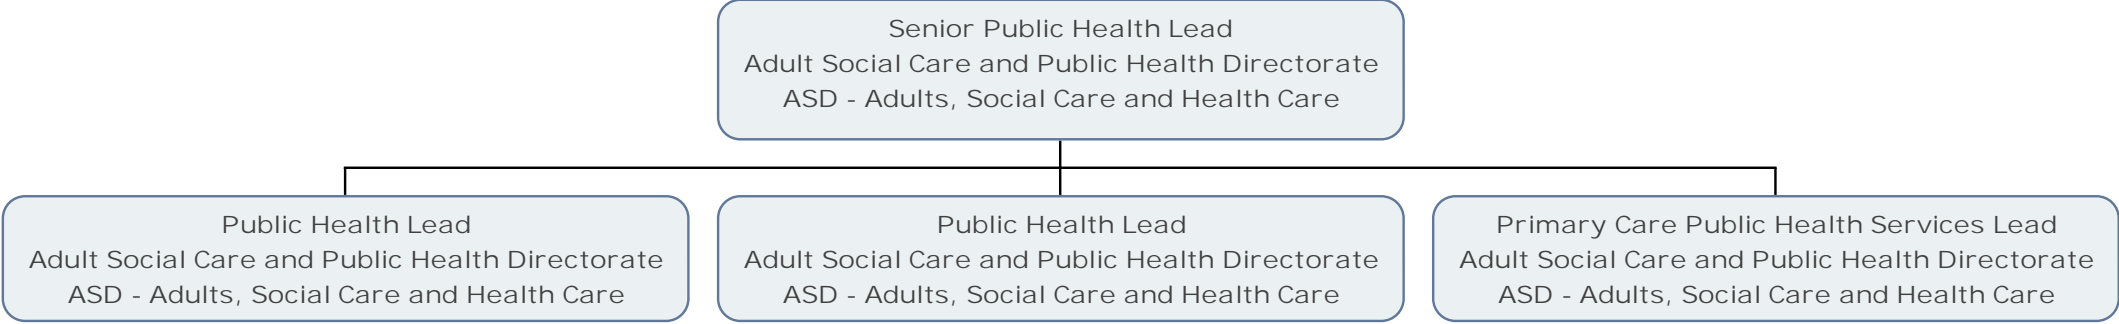 Senior Public Health Lead
Adult Social Care and Public Health Directorate
ASD - Adults, Social Care and Health Care
Public Health Lead
Adult Social Care and Public Health Directorate
ASD - Adults, Social Care and Health Care
Public Health Lead
Adult Social Care and Public Health Directorate
ASD - Adults, Social Care and Health Care
Primary Care Public Health Services Lead
Adult Social Care and Public Health Directorate
ASD - Adults, Social Care and Health Care